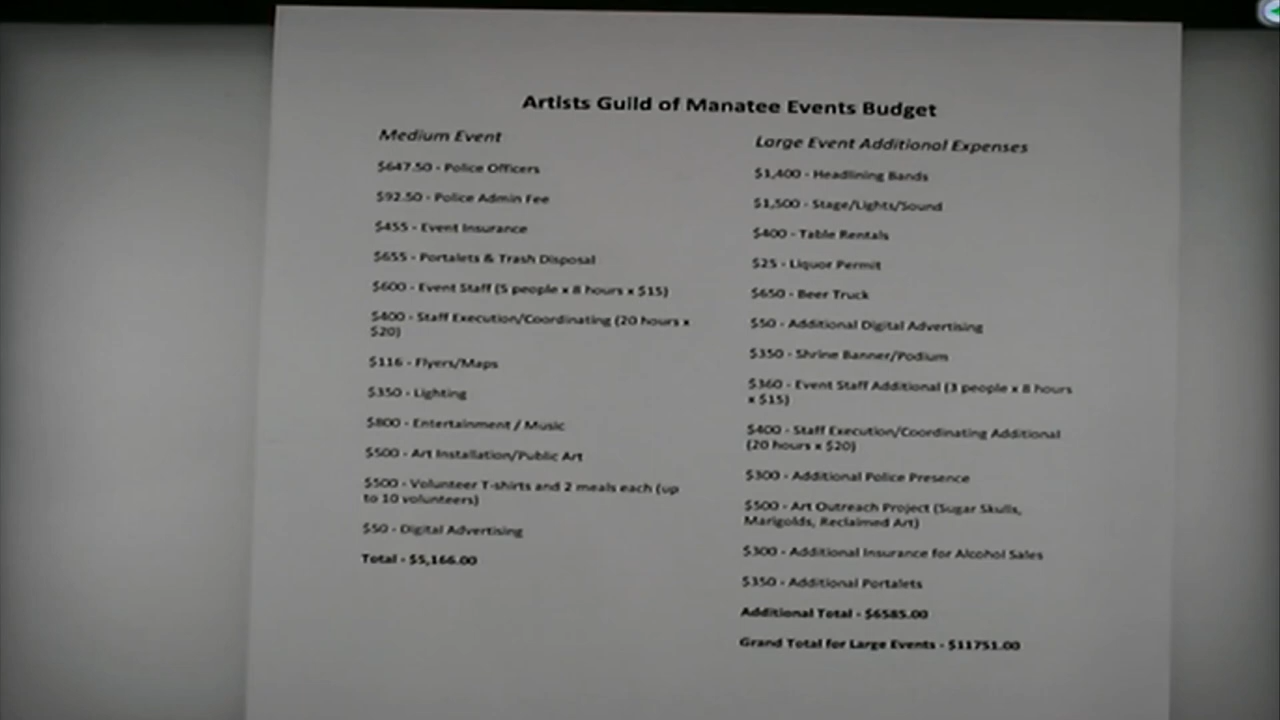 Artists Guild of Manatee Events Budget
Medium Event
$647.50 - Police Officers
$92.50 - Police Admin Fee
$455 - Event Insurance
$655 - Portalets & Trash Disposal
$600 - Event Staff (5 people x 8 hours x $15)
$400 - Staff Execution/Coordinating (20 hours x
$20)
$116 - Flyers/Maps
$350 - Lighting
$800 - Entertainment / Music
$500 - Art Installation/Public Art
$500 - Volunteer T-shirts and 2 meals each (up
to 10 volunteers)
$50 - Digital Advertising
Total - $5,166.00
Large Event Additional Expenses
$1,400 - Headlining Bands
$1,500 - Stage/Lights/Sound
$400 - Table Rentals
$25 - Liquor Permit
$650 - Beer Truck
$50 - Additional Digital Advertising
$350 - Shrine Banner/Podium
$360 - Event Staff Additional (3 people x 8 hours
x $15)
$400 - Staff Execution/Coordinating Additional
(20 hours x $20)
$300 - Additional Police Presence
$500 - Art Outreach Project (Sugar Skulls,
Marigolds, Reclaimed Art)
$300 - Additional Insurance for Alcohol Sales
$350 - Additional Portalets
Additional Total - $6585.00
Grand Total for Large Events - $11751.00